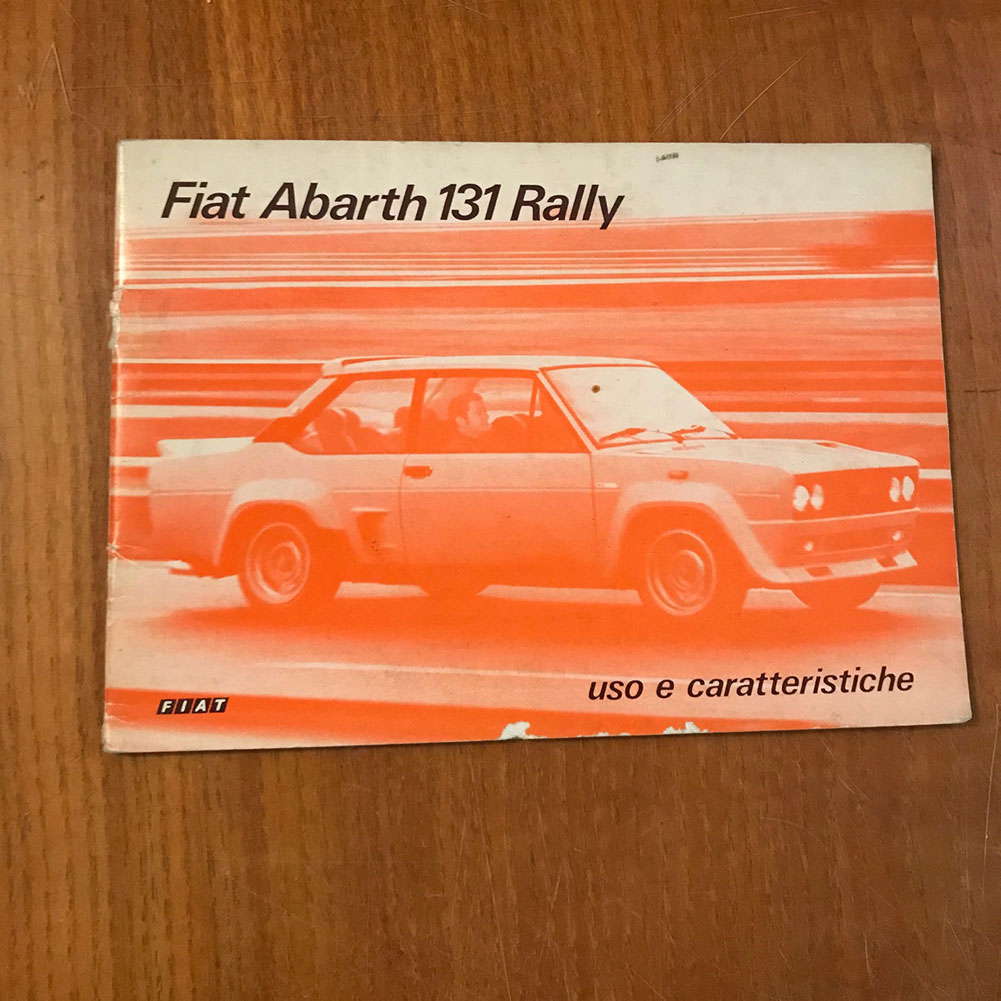 Fiat Abarth 131 Rally
uso e caratteristiche
FIAT